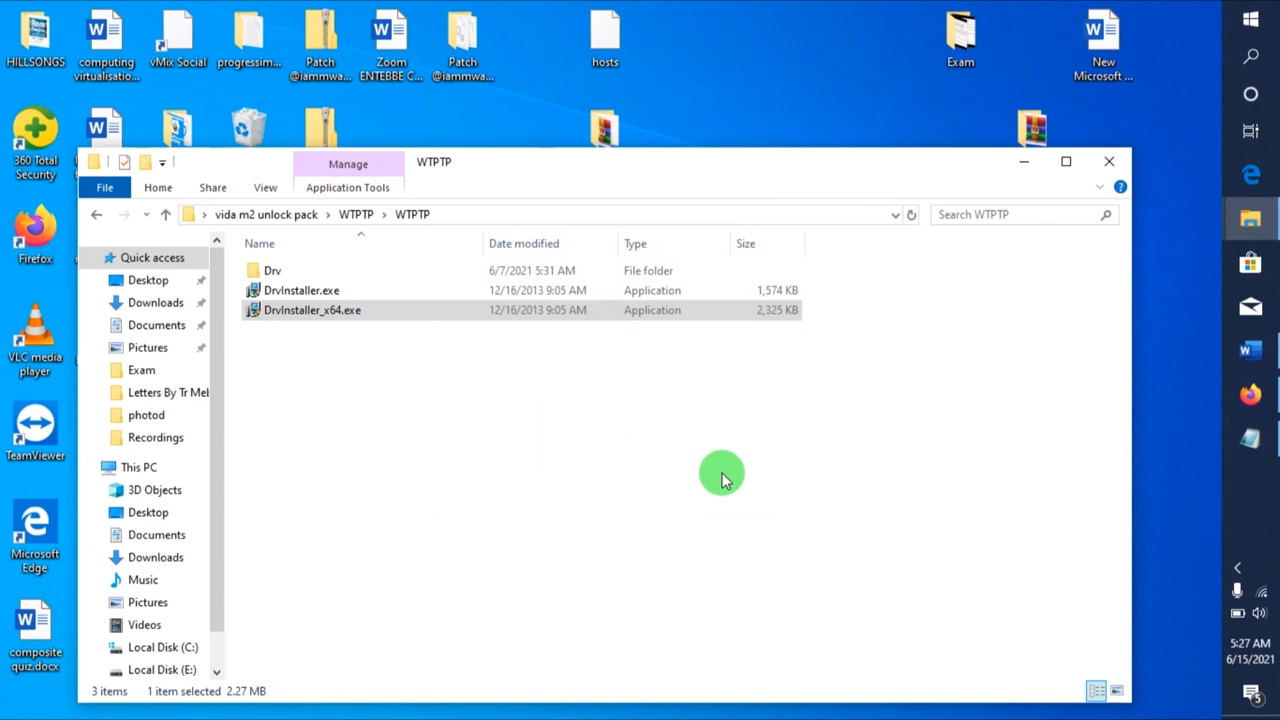 HILLSONGS
computing
virtualisatio...
vMix Social
progressim...
Patch
@iammwa...
Zoom
ENTEBBE C...
Patch
@iammwa...
hosts
Exam
New
Microsoft ...
360 Total
Security
Firefox
VLC media
player
TeamViewer
Microsoft
Edge
composite
quiz.docx
Manage
WTPTP
File
Home
Share
View
Application Tools
vida m2 unlock pack > WTPTP > WTPTP
Search WTPTP
Name
Date modified
Type
Size
Drv
6/7/2021 5:31 AM
File folder
DrvInstaller.exe
12/16/2013 9:05 AM
Application
1,574 KB
DrvInstaller_x64.exe
12/16/2013 9:05 AM
Application
2,325 KB
Quick access
Desktop
Downloads
Documents
Pictures
Exam
Letters By Tr Mel
photod
Recordings
This PC
3D Objects
Desktop
Documents
Downloads
Music
Pictures
Videos
Local Disk (C:)
Local Disk (E:)
3 items
1 item selected 2.27 MB
5:27 AM
6/15/2021
5